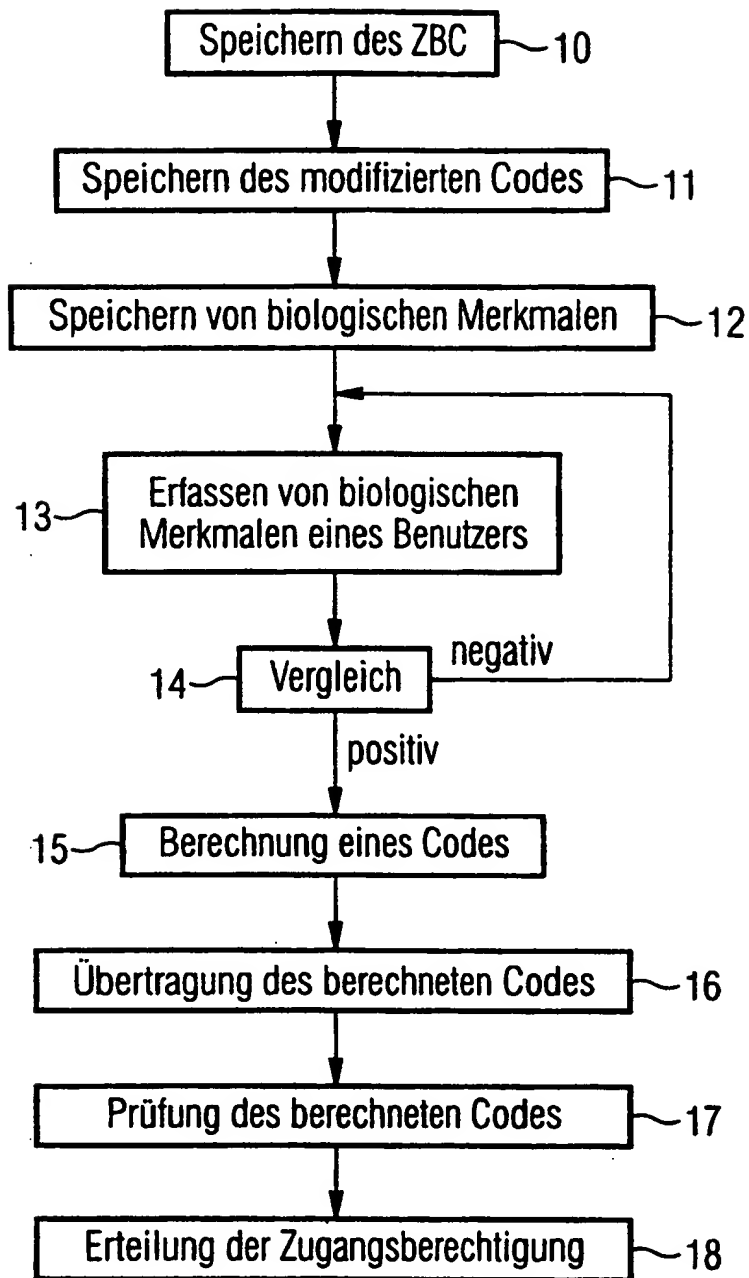 Speichern des ZBC 10
Speichern des modifizierten Codes 11
Speichern von biologischen Merkmalen 12
13 Erfassen von biologischen
Merkmalen eines Benutzers
14 Vergleich negativ
positiv
15 Berechnung eines Codes
Übertragung des berechneten Codes 16
Prüfung des berechneten Codes 17
Erteilung der Zugangsberechtigung 18